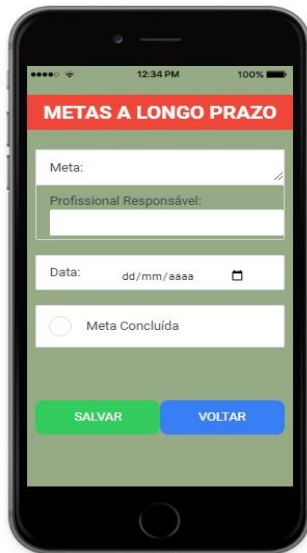 12:34 PM 100%
METAS A LONGO PRAZO
Meta:
Profissional Responsável:
Data: dd/mm/aaaa
Meta Concluída
SALVAR VOLTAR